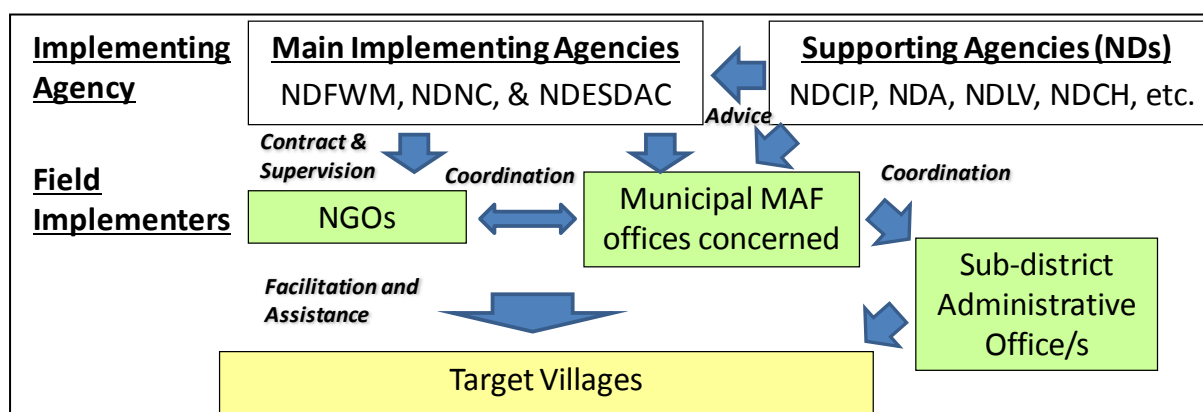 Implementing
Agency
Main Implementing Agencies
NDFWM, NDNC, & NDESDAC
Supporting Agencies (NDs)
NDCIP, NDA, NDLV, NDCH, etc.
Advice
Contract &
Supervision
Coordination
Coordination
Field
Implementers
NGOs
Municipal MAF
offices concerned
Sub-district
Administrative
Office/s
Facilitation and
Assistance
Target Villages